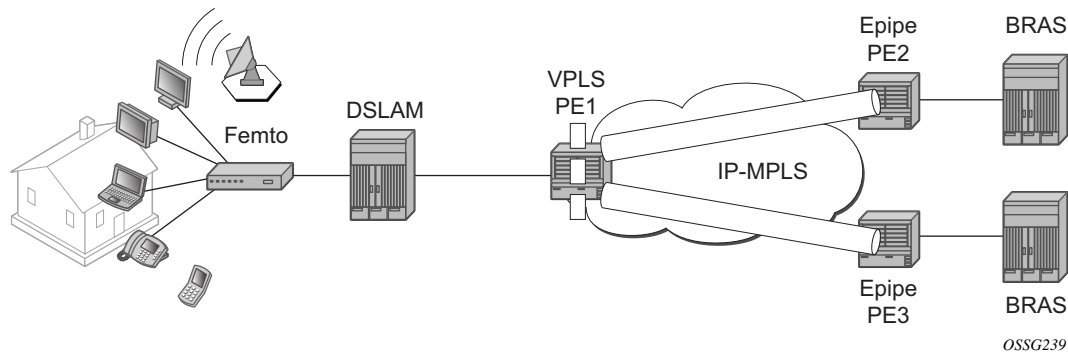 Femto
DSLAM
VPLS
PE1
IP-MPLS
Epipe
PE2
BRAS
Epipe
PE3
BRAS
OSSG239